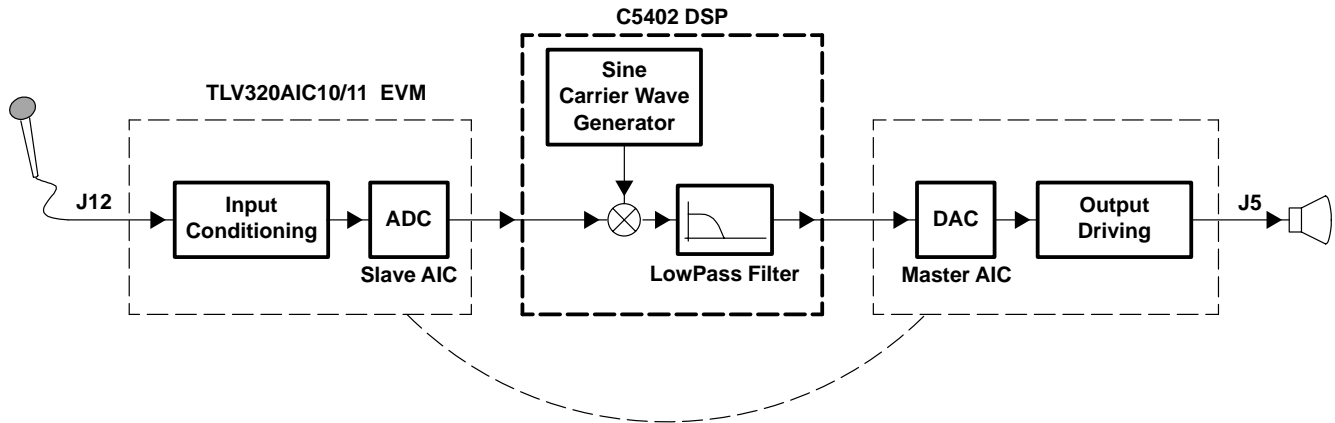 C5402 DSP
TLV320AIC10/11 EVM
Sine
Carrier Wave
Generator
J12
Input
Conditioning
ADC
Slave AIC
LowPass Filter
DAC
Master AIC
Output
Driving
J5